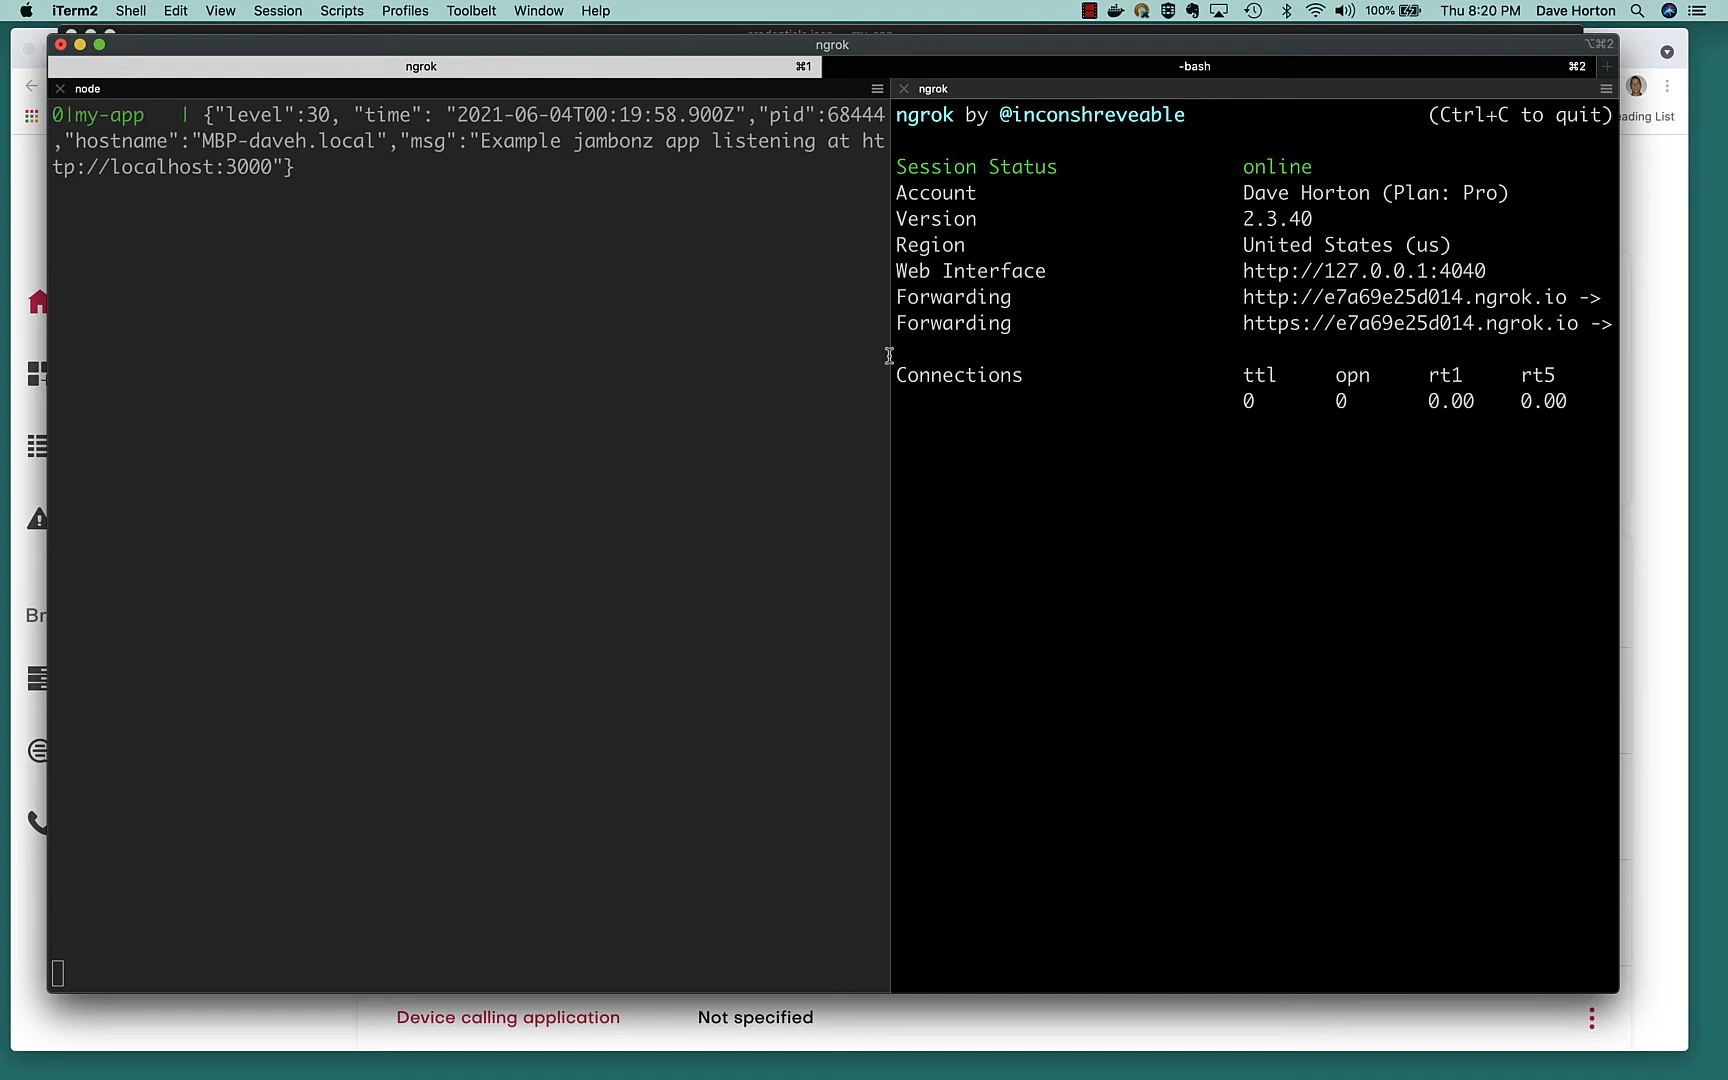 iTerm2 Shell Edit View Session Scripts Profiles Toolbelt Window Help 100% Thu 8:20 PM Dave Horton
ngrok ⌥⌘2
ngrok ⌘1 -bash ⌘2
node
0|my-app | {"level":30, "time": "2021-06-04T00:19:58.900Z","pid":68444
,"hostname":"MBP-daveh.local","msg":"Example jambonz app listening at ht
tp://localhost:3000"}
ngrok
ngrok by @inconshreveable (Ctrl+C to quit)
Session Status online
Account Dave Horton (Plan: Pro)
Version 2.3.40
Region United States (us)
Web Interface http://127.0.0.1:4040
Forwarding http://e7a69e25d014.ngrok.io ->
Forwarding https://e7a69e25d014.ngrok.io ->
Connections ttl opn rt1 rt5
0 0 0.00 0.00
eading List
Br
Device calling application Not specified